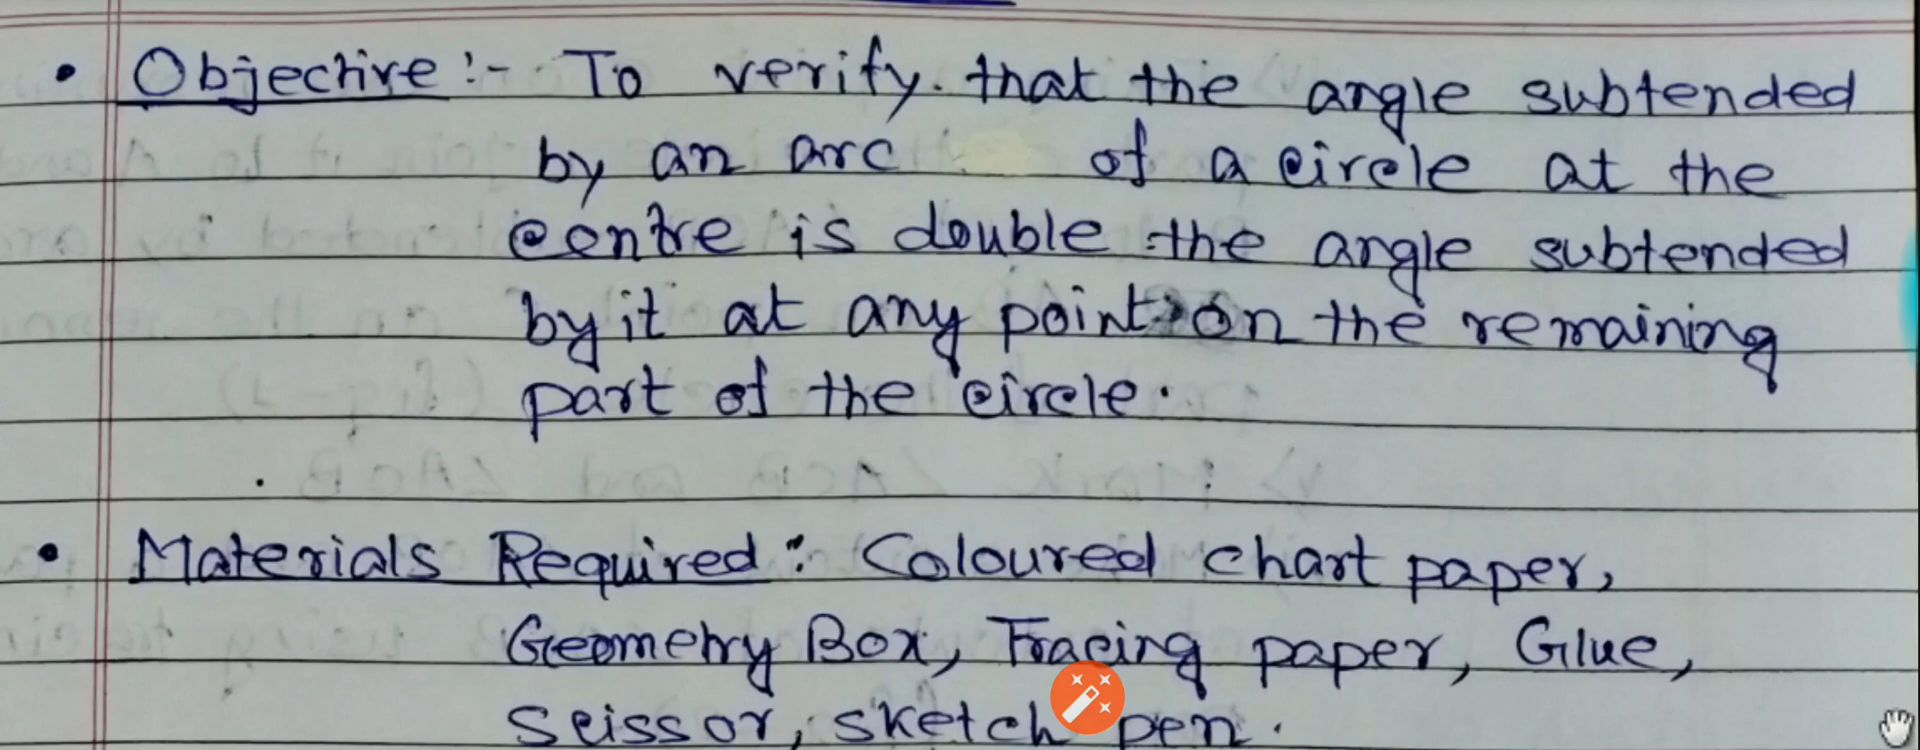 • Objective :- To verify that the angle subtended
by an arc of a circle at the
centre is double the angle subtended
by it at any point on the remaining
part of the circle.
• Materials Required : Coloured chart paper,
Geometry Box, Tracing paper, Glue,
Scissor, sketch pen.